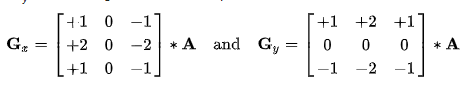 G_x = [+1 0 -1; +2 0 -2; +1 0 -1] * A and G_y = [+1 +2 +1; 0 0 0; -1 -2 -1] * A